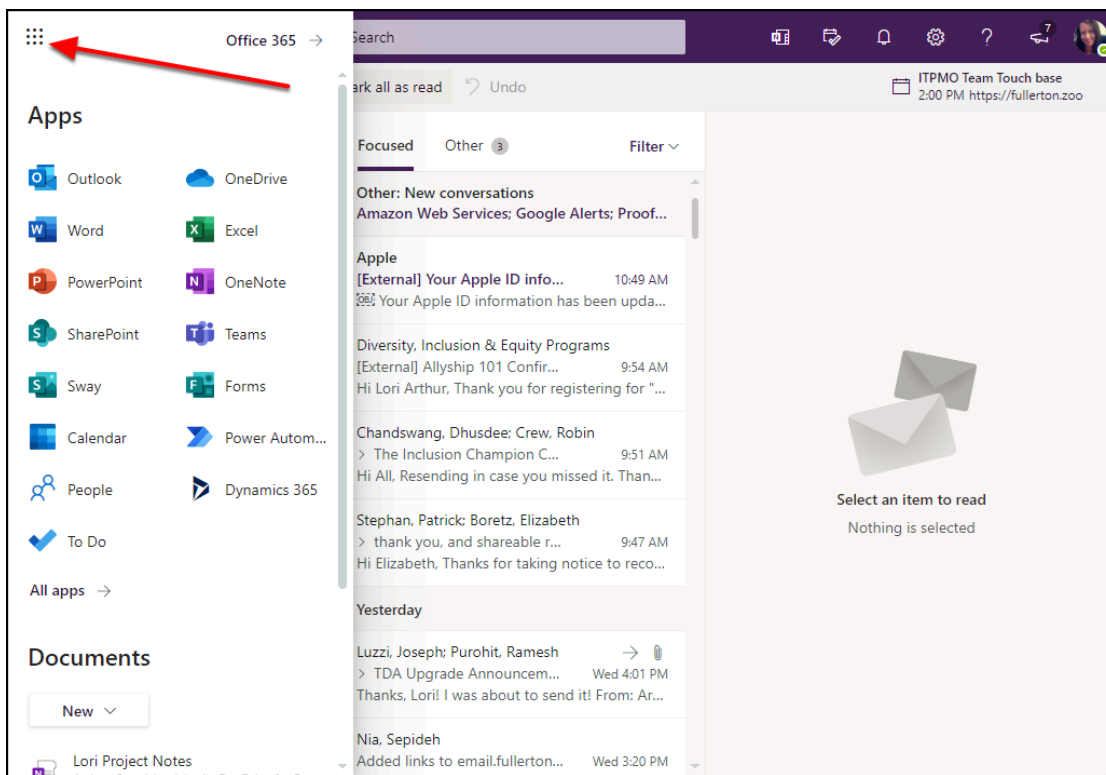 Office 365 →
Search
7
ark all as read
Undo
ITPMO Team Touch base
2:00 PM https://fullerton.zoo
Apps
Outlook
OneDrive
Word
Excel
PowerPoint
OneNote
SharePoint
Teams
Sway
Forms
Calendar
Power Autom...
People
Dynamics 365
To Do
All apps →
Documents
New
Lori Project Notes
Focused
Other 3
Filter
Other: New conversations
Amazon Web Services; Google Alerts; Proof...
Apple
[External] Your Apple ID info... 10:49 AM
OBJ Your Apple ID information has been upda...
Diversity, Inclusion & Equity Programs
[External] Allyship 101 Confir... 9:54 AM
Hi Lori Arthur, Thank you for registering for "...
Chandswang, Dhusdee; Crew, Robin
> The Inclusion Champion C... 9:51 AM
Hi All, Resending in case you missed it. Than...
Stephan, Patrick; Boretz, Elizabeth
> thank you, and shareable r... 9:47 AM
Hi Elizabeth, Thanks for taking notice to reco...
Yesterday
Luzzi, Joseph; Purohit, Ramesh
> TDA Upgrade Announcem... Wed 4:01 PM
Thanks, Lori! I was about to send it! From: Ar...
Nia, Sepideh
Added links to email.fullerton... Wed 3:20 PM
Select an item to read
Nothing is selected